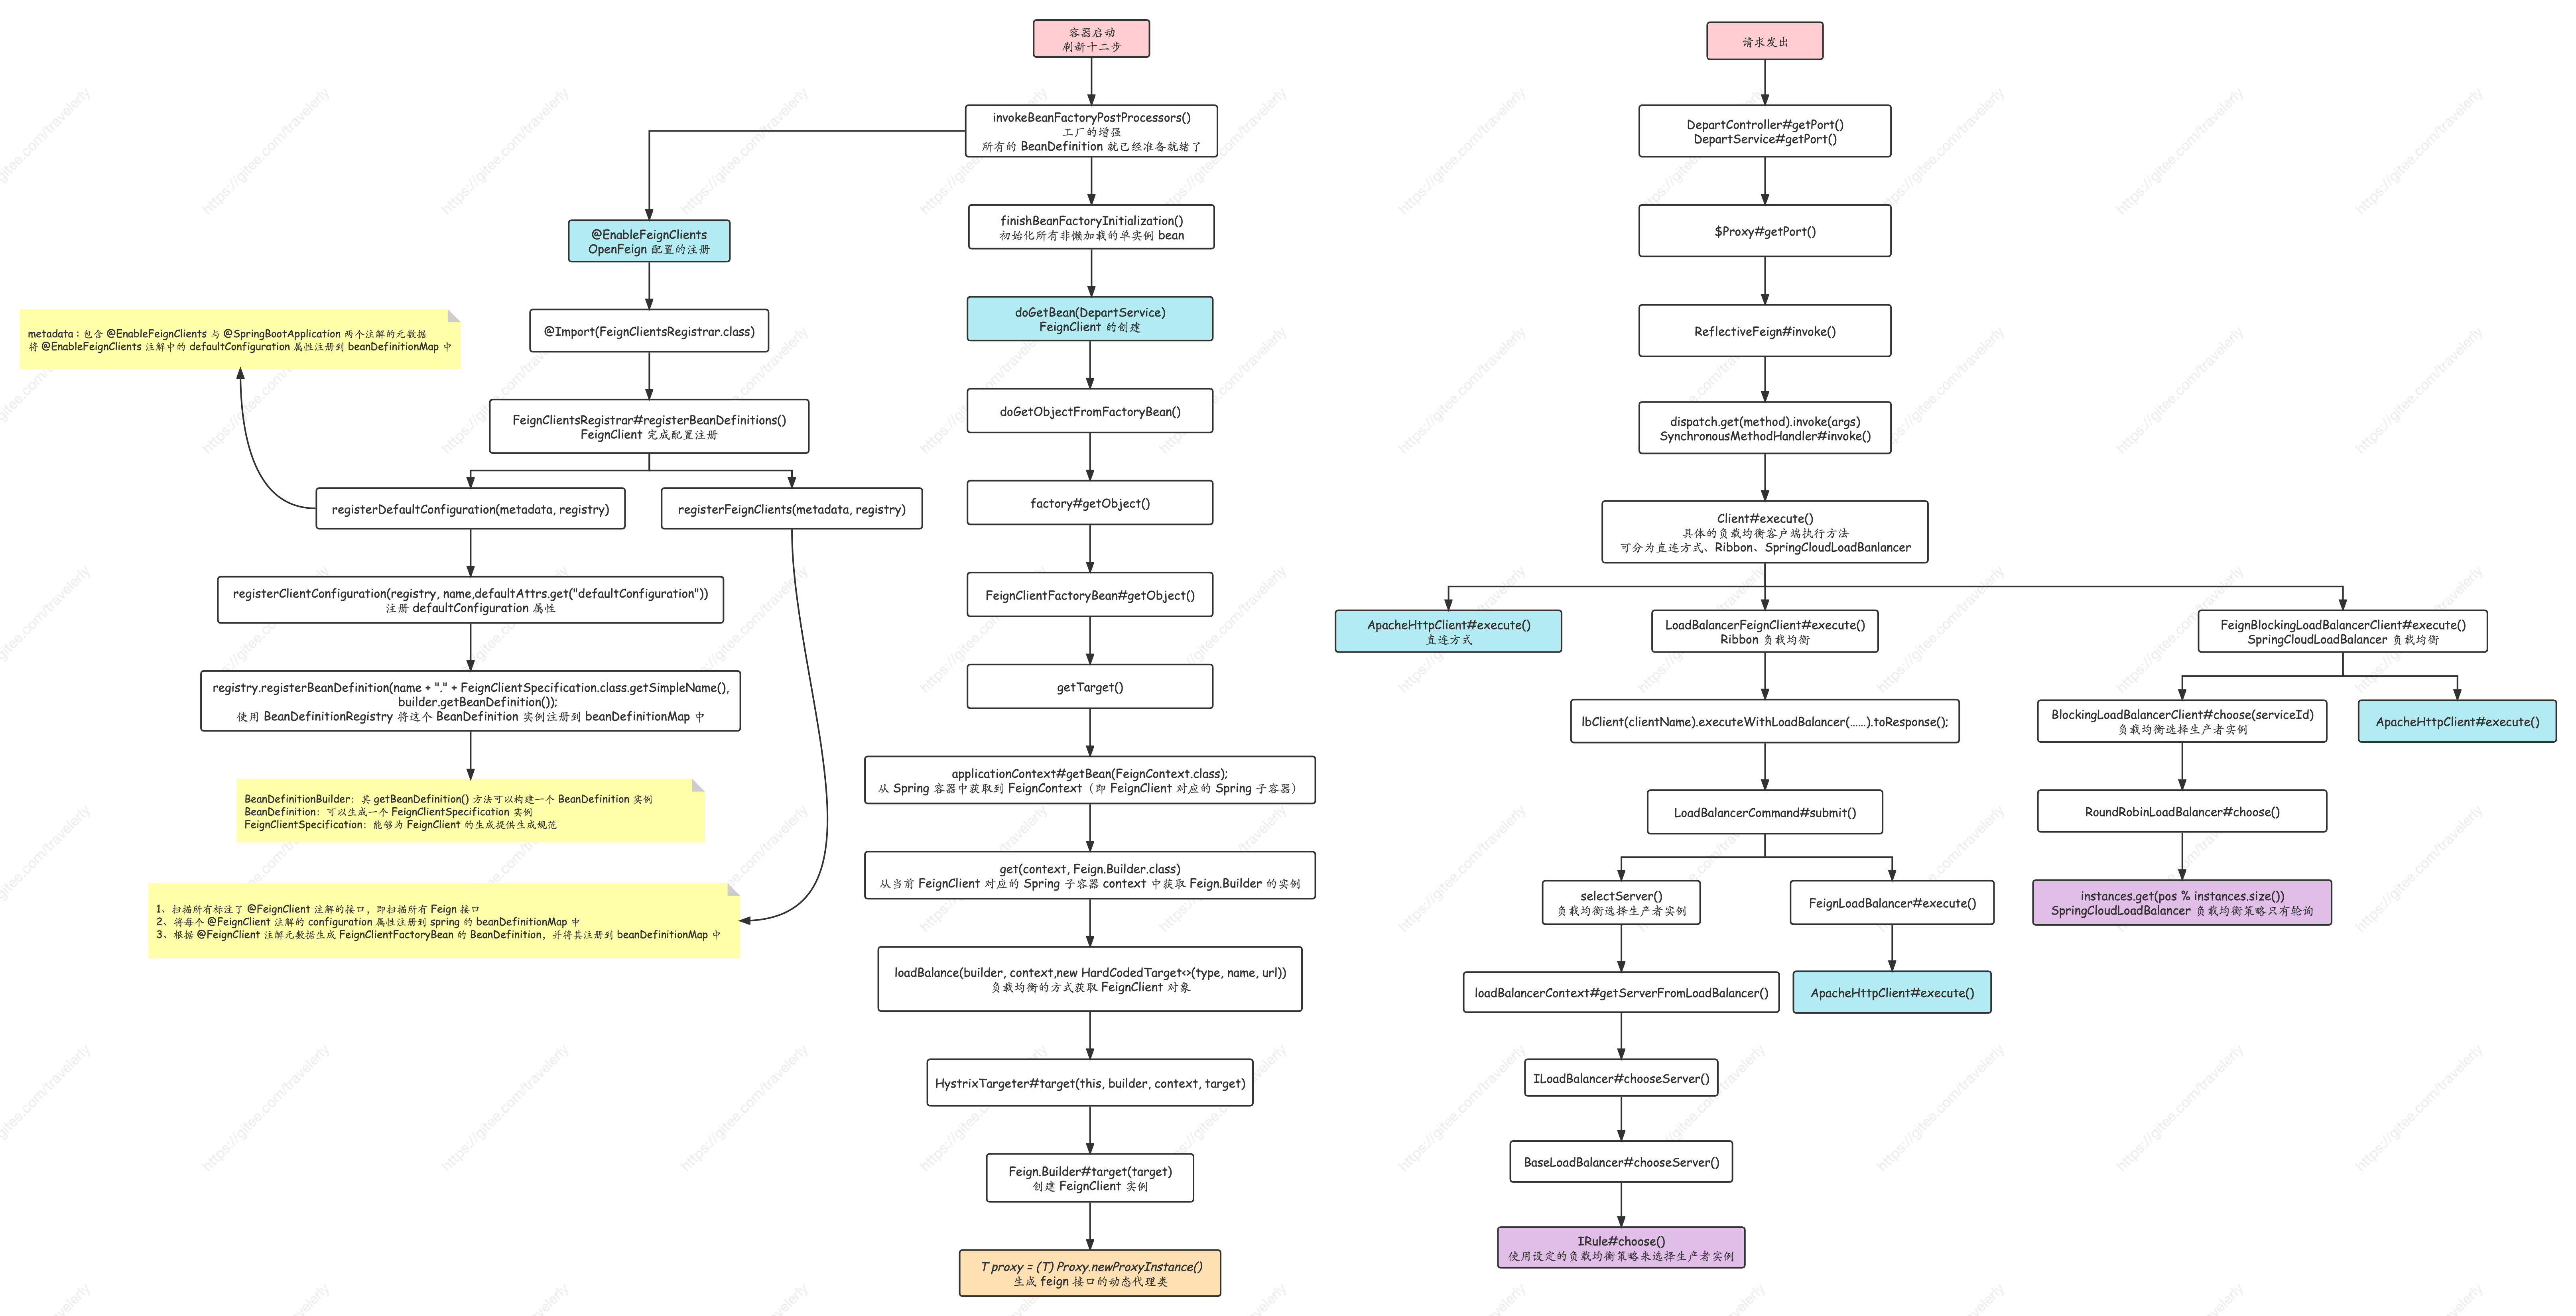 容器启动
刷新十二步
invokeBeanFactoryPostProcessors()
工厂的增强
所有的 BeanDefinition 就已经准备就绪了
@EnableFeignClients
OpenFeign 配置的注册
@Import(FeignClientsRegistrar.class)
metadata：包含 @EnableFeignClients 与 @SpringBootApplication 两个注解的元数据
将 @EnableFeignClients 注解中的 defaultConfiguration 属性注册到 beanDefinitionMap 中
FeignClientsRegistrar#registerBeanDefinitions()
FeignClient 完成配置注册
registerDefaultConfiguration(metadata, registry)
registerFeignClients(metadata, registry)
registerClientConfiguration(registry, name,defaultAttrs.get("defaultConfiguration"))
注册 defaultConfiguration 属性
registry.registerBeanDefinition(name + "." + FeignClientSpecification.class.getSimpleName(),
builder.getBeanDefinition());
使用 BeanDefinitionRegistry 将这个 BeanDefinition 实例注册到 beanDefinitionMap 中
BeanDefinitionBuilder：其 getBeanDefinition() 方法可以构建一个 BeanDefinition 实例
BeanDefinition：可以生成一个 FeignClientSpecification 实例
FeignClientSpecification：能够为 FeignClient 的生成提供生成规范
1、扫描所有标注了 @FeignClient 注解的接口，即扫描所有 Feign 接口
2、将每个 @FeignClient 注解的 configuration 属性注册到 spring 的 beanDefinitionMap 中
3、根据 @FeignClient 注解元数据生成 FeignClientFactoryBean 的 BeanDefinition，并将其注册到 beanDefinitionMap 中
finishBeanFactoryInitialization()
初始化所有非懒加载的单实例 bean
doGetBean(DepartService)
FeignClient 的创建
doGetObjectFromFactoryBean()
factory#getObject()
FeignClientFactoryBean#getObject()
getTarget()
applicationContext#getBean(FeignContext.class);
从 Spring 容器中获取到 FeignContext（即 FeignClient 对应的 Spring 子容器）
get(context, Feign.Builder.class)
从当前 FeignClient 对应的 Spring 子容器 context 中获取 Feign.Builder 的实例
loadBalance(builder, context,new HardCodedTarget<>(type, name, url))
负载均衡的方式获取 FeignClient 对象
HystrixTargeter#target(this, builder, context, target)
Feign.Builder#target(target)
创建 FeignClient 实例
T proxy = (T) Proxy.newProxyInstance()
生成 feign 接口的动态代理类
请求发出
DepartController#getPort()
DepartService#getPort()
$Proxy#getPort()
ReflectiveFeign#invoke()
dispatch.get(method).invoke(args)
SynchronousMethodHandler#invoke()
Client#execute()
具体的负载均衡客户端执行方法
可分为直连方式、Ribbon、SpringCloudLoadBanlancer
ApacheHttpClient#execute()
直连方式
LoadBalancerFeignClient#execute()
Ribbon 负载均衡
lbClient(clientName).executeWithLoadBalancer(……).toResponse();
LoadBalancerCommand#submit()
selectServer()
负载均衡选择生产者实例
FeignLoadBalancer#execute()
loadBalancerContext#getServerFromLoadBalancer()
ApacheHttpClient#execute()
ILoadBalancer#chooseServer()
BaseLoadBalancer#chooseServer()
IRule#choose()
使用设定的负载均衡策略来选择生产者实例
FeignBlockingLoadBalancerClient#execute()
SpringCloudLoadBalancer 负载均衡
BlockingLoadBalancerClient#choose(serviceId)
负载均衡选择生产者实例
ApacheHttpClient#execute()
RoundRobinLoadBalancer#choose()
instances.get(pos % instances.size())
SpringCloudLoadBalancer 负载均衡策略只有轮询
https://gitee.com/travelerly